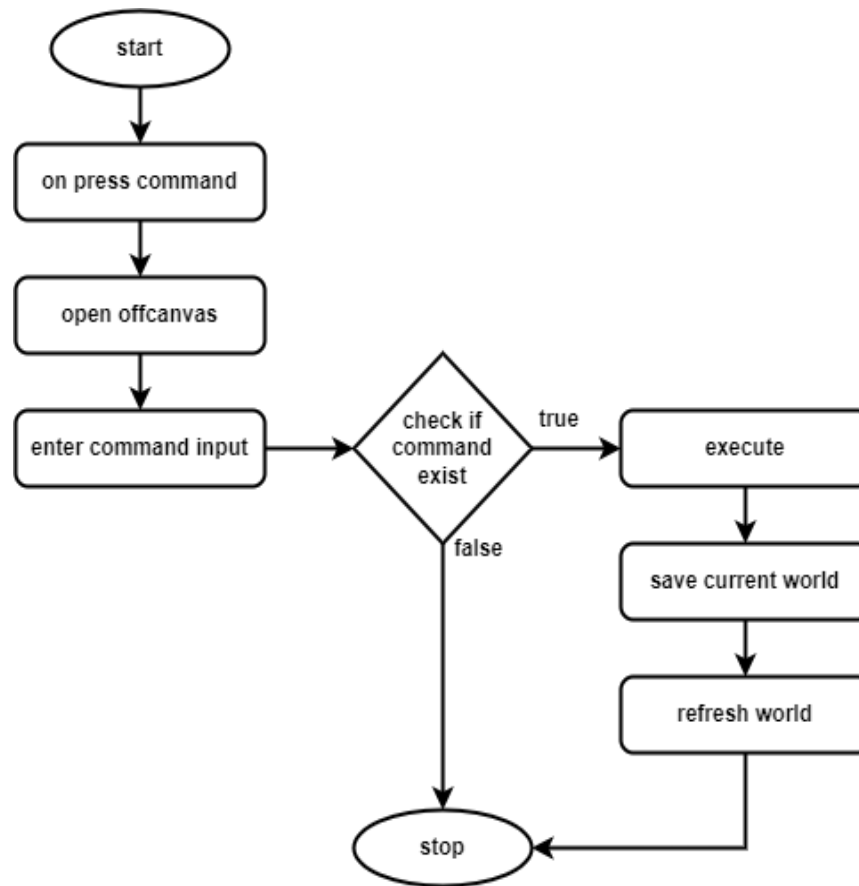 start
on press command
open offcanvas
enter command input
check if
command
exist
true
execute
false
save current world
refresh world
stop